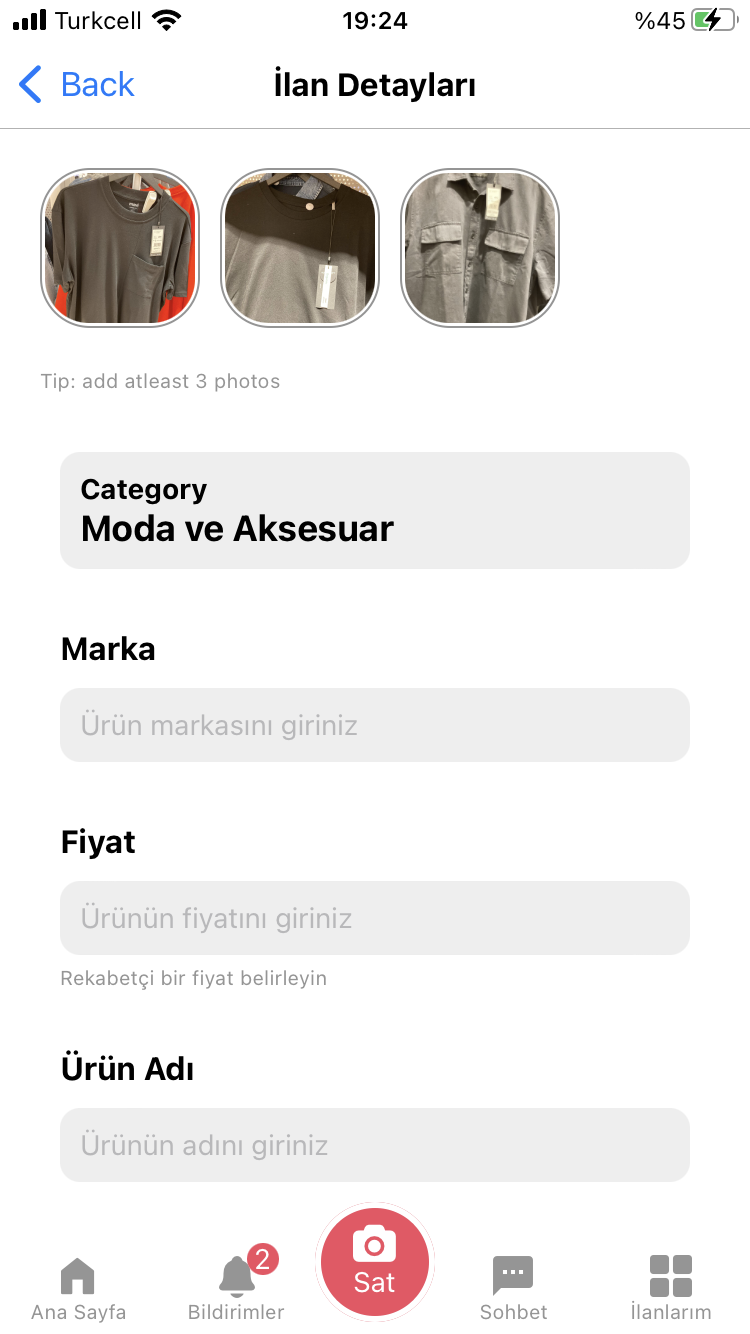 Turkcell 19:24 %45
Back İlan Detayları
Tip: add atleast 3 photos
Category
Moda ve Aksesuar
Marka
Ürün markasını giriniz
Fiyat
Ürünün fiyatını giriniz
Rekabetçi bir fiyat belirleyin
Ürün Adı
Ürünün adını giriniz
2
Sat
Ana Sayfa Bildirimler Sohbet İlanlarım